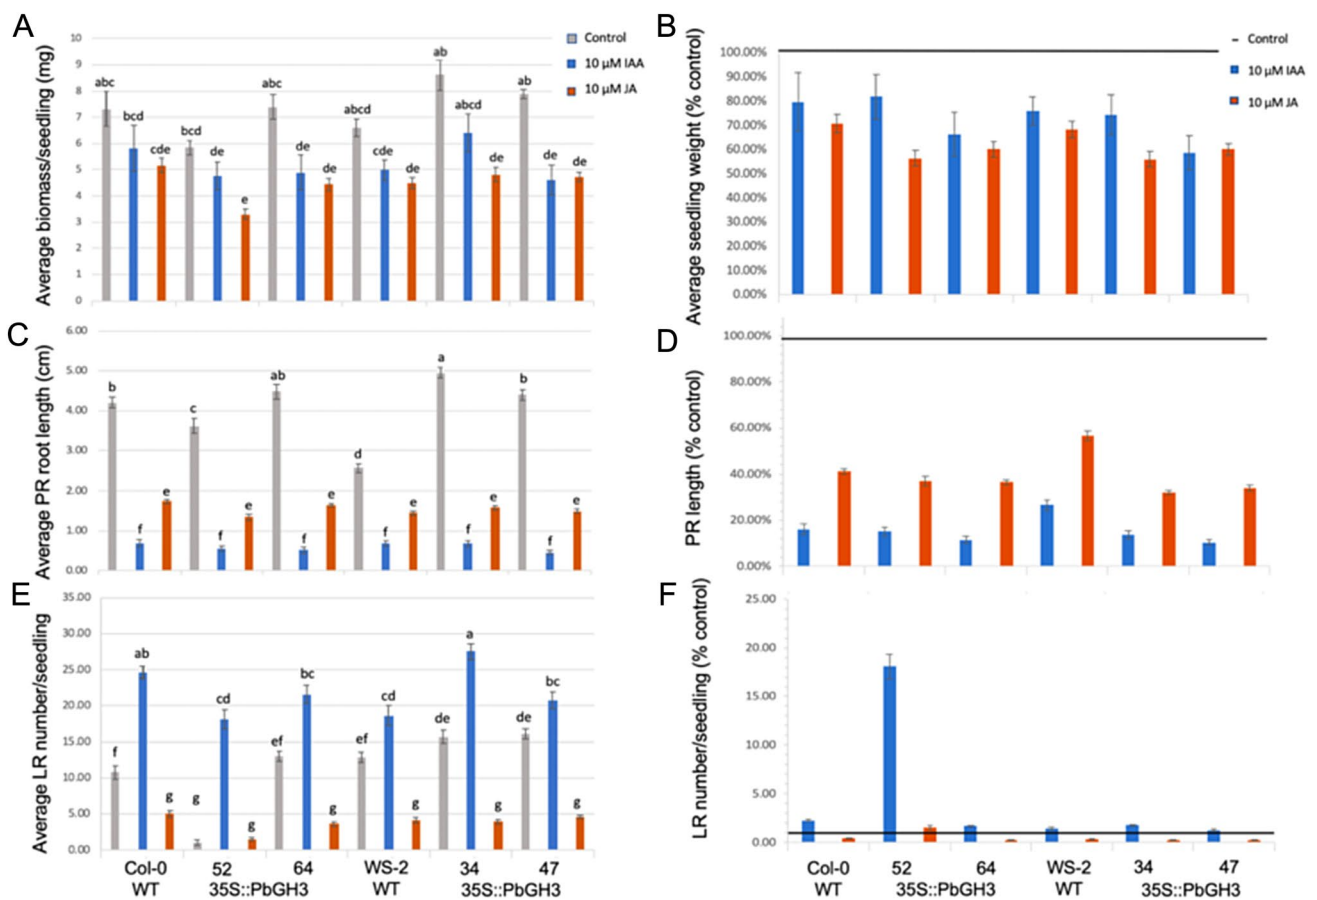 A
Average biomass/seedling (mg)
10
9
8
7
6
5
4
3
2
1
0
abc
bcd
cde
bcd
de
e
abc
de
de
abcd
cde
de
ab
abcd
de
ab
de
de
Control
10 μM IAA
10 μM JA
B
Average seedling weight (% control)
100.00%
90.00%
80.00%
70.00%
60.00%
50.00%
40.00%
30.00%
20.00%
10.00%
0.00%
Control
10 μM IAA
10 μM JA
C
Average PR root length (cm)
6.00
5.00
4.00
3.00
2.00
1.00
0.00
b
f
e
c
f
e
ab
f
e
d
f
e
a
f
e
b
f
e
D
PR length (% control)
100.00%
80.00%
60.00%
40.00%
20.00%
0.00%
E
Average LR number/seedling
35.00
30.00
25.00
20.00
15.00
10.00
5.00
0.00
f
ab
g
g
cd
g
ef
bc
g
ef
cd
g
de
a
g
de
bc
g
Col-0 52 64 WS-2 34 47
WT 35S::PbGH3 WT 35S::PbGH3
F
LR number/seedling (% control)
25.00
20.00
15.00
10.00
5.00
0.00
Col-0 52 64 WS-2 34 47
WT 35S::PbGH3 WT 35S::PbGH3